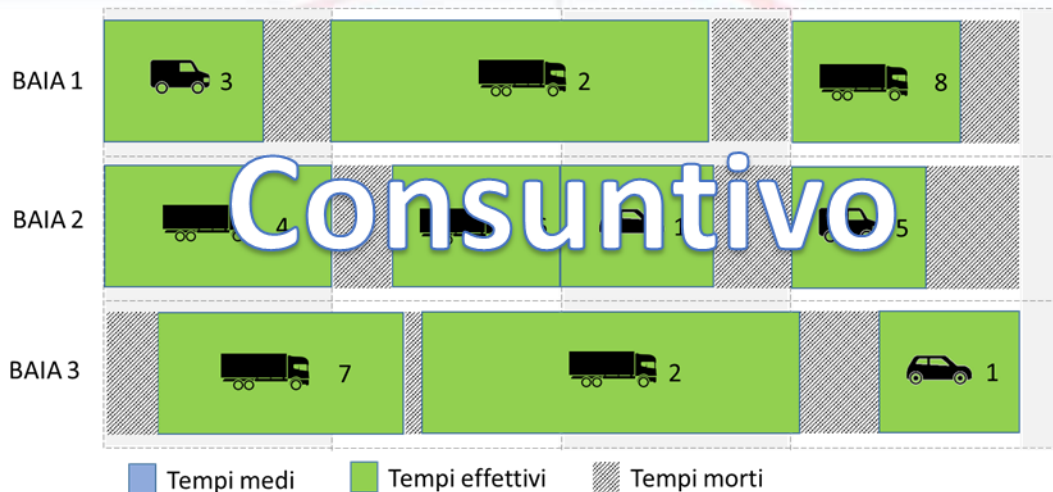 BAIA 1
3
2
8
Consuntivo
BAIA 2
4
1
5
BAIA 3
7
2
1
Tempi medi
Tempi effettivi
Tempi morti